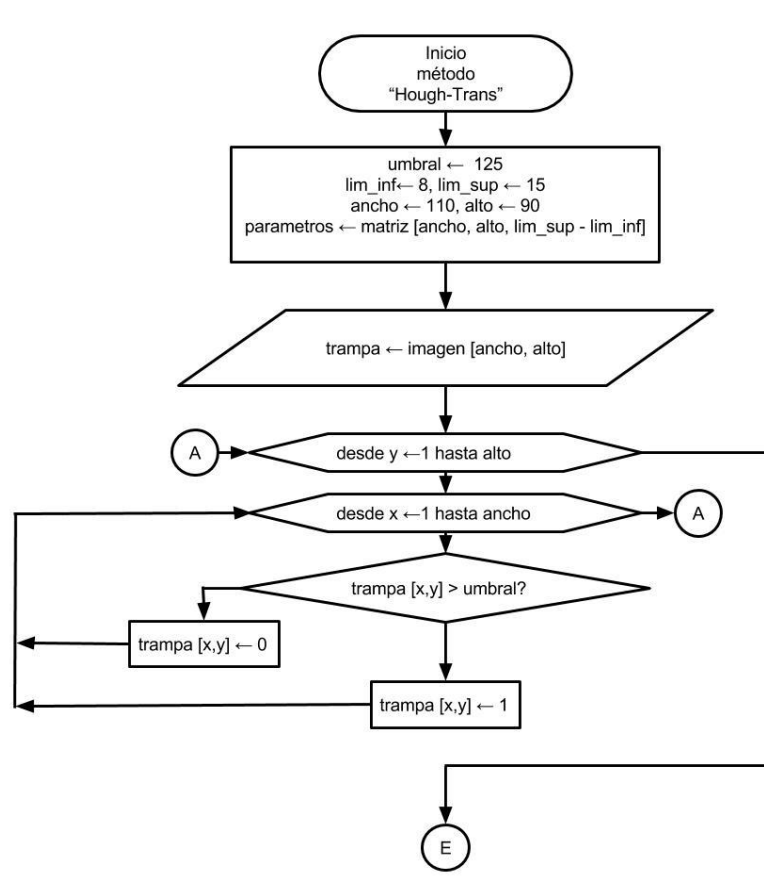 Inicio
método
“Hough-Trans”
umbral ← 125
lim_inf← 8, lim_sup ← 15
ancho ← 110, alto ← 90
parametros ← matriz [ancho, alto, lim_sup - lim_inf]
trampa ← imagen [ancho, alto]
A
desde y ←1 hasta alto
desde x ←1 hasta ancho
A
trampa [x,y] > umbral?
trampa [x,y] ← 0
trampa [x,y] ← 1
E